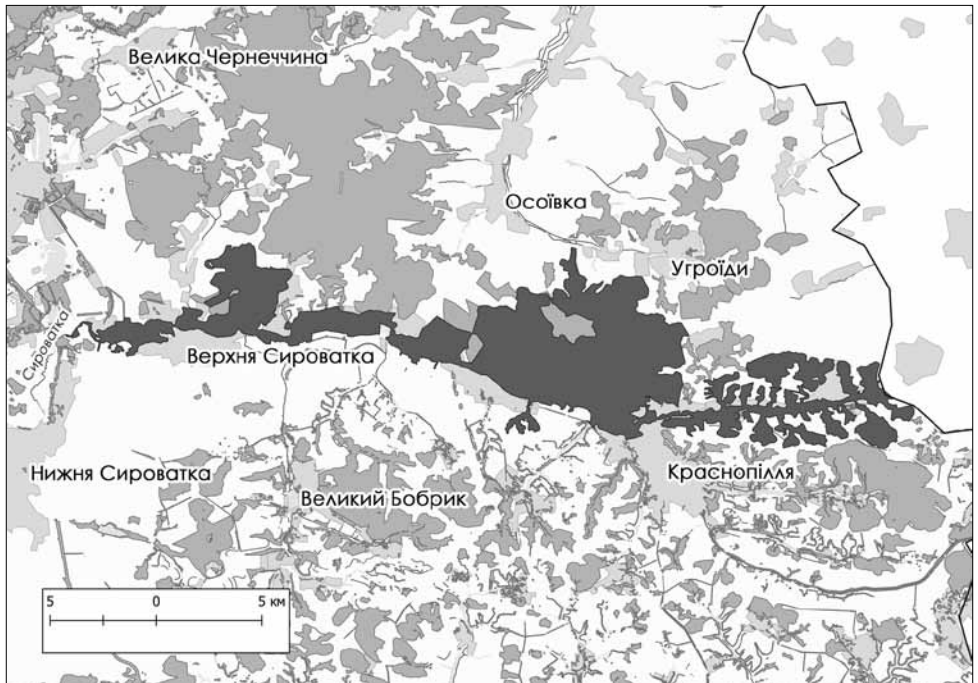 Велика Чернеччина
Осоївка
Угроїди
Сироватка
Верхня Сироватка
Нижня Сироватка
Великий Бобрик
Краснопілля
5 0 5 км